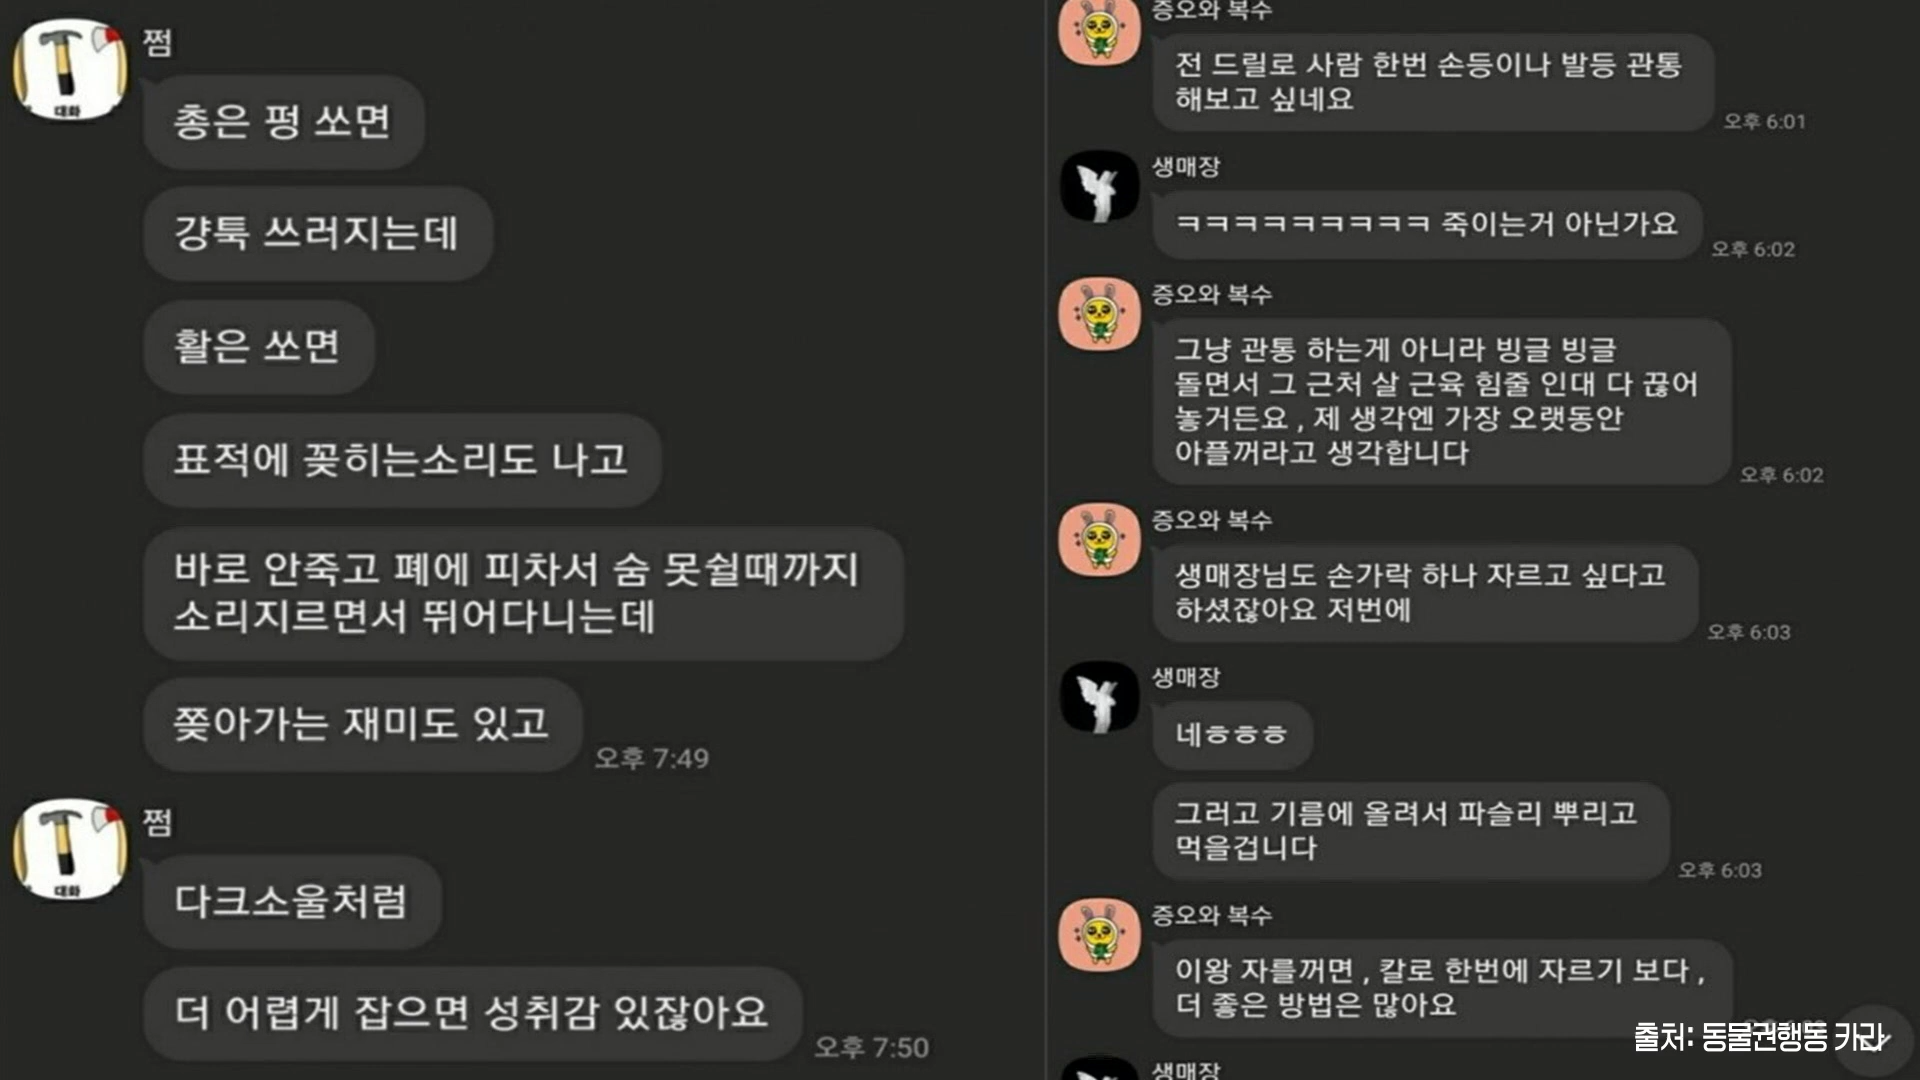 쩜
대화
총은 펑 쏘면
걍툭 쓰러지는데
활은 쏘면
표적에 꽂히는소리도 나고
바로 안죽고 폐에 피차서 숨 못쉴때까지
소리지르면서 뛰어다니는데
쫒아가는 재미도 있고
오후 7:49
쩜
대화
다크소울처럼
더 어렵게 잡으면 성취감 있잖아요
오후 7:50
증오와 복수
전 드릴로 사람 한번 손등이나 발등 관통
해보고 싶네요
오후 6:01
생매장
ㅋㅋㅋㅋㅋㅋㅋㅋㅋ 죽이는거 아닌가요
오후 6:02
증오와 복수
그냥 관통 하는게 아니라 빙글 빙글
돌면서 그 근처 살 근육 힘줄 인대 다 끊어
놓거든요 , 제 생각엔 가장 오랫동안
아플꺼라고 생각합니다
오후 6:02
증오와 복수
생매장님도 손가락 하나 자르고 싶다고
하셨잖아요 저번에
오후 6:03
생매장
네ㅎㅎㅎ
그러고 기름에 올려서 파슬리 뿌리고
먹을겁니다
오후 6:03
증오와 복수
이왕 자를꺼면 , 칼로 한번에 자르기 보다 ,
더 좋은 방법은 많아요
생매장
출처: 동물권행동 카라